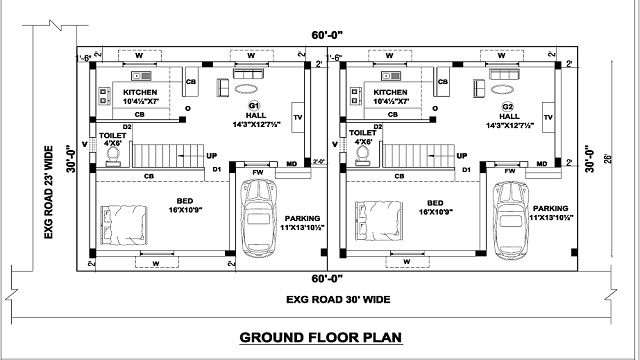 60'-0"
2' W W 2' W W 2'
1'-6" 2' 1'-6" 2'
KITCHEN
10'4½"X7'
CB
CB
O
G1
HALL
14'3"X12'7½"
TV
KITCHEN
10'4½"X7'
CB
CB
O
G2
HALL
14'3"X12'7½"
TV
D2
TOILET
4'X6'
V
UP
D1
CB
FW
MD
2'-0"
D2
TOILET
4'X6'
UP
D1
CB
FW
MD
2'
EXG ROAD 23' WIDE
30'-0"
30'-0"
26'
BED
16'X10'9"
PARKING
11'X13'10½"
BED
16'X10'9"
PARKING
11'X13'10½"
2' W 2' W
60'-0"
EXG ROAD 30' WIDE
GROUND FLOOR PLAN